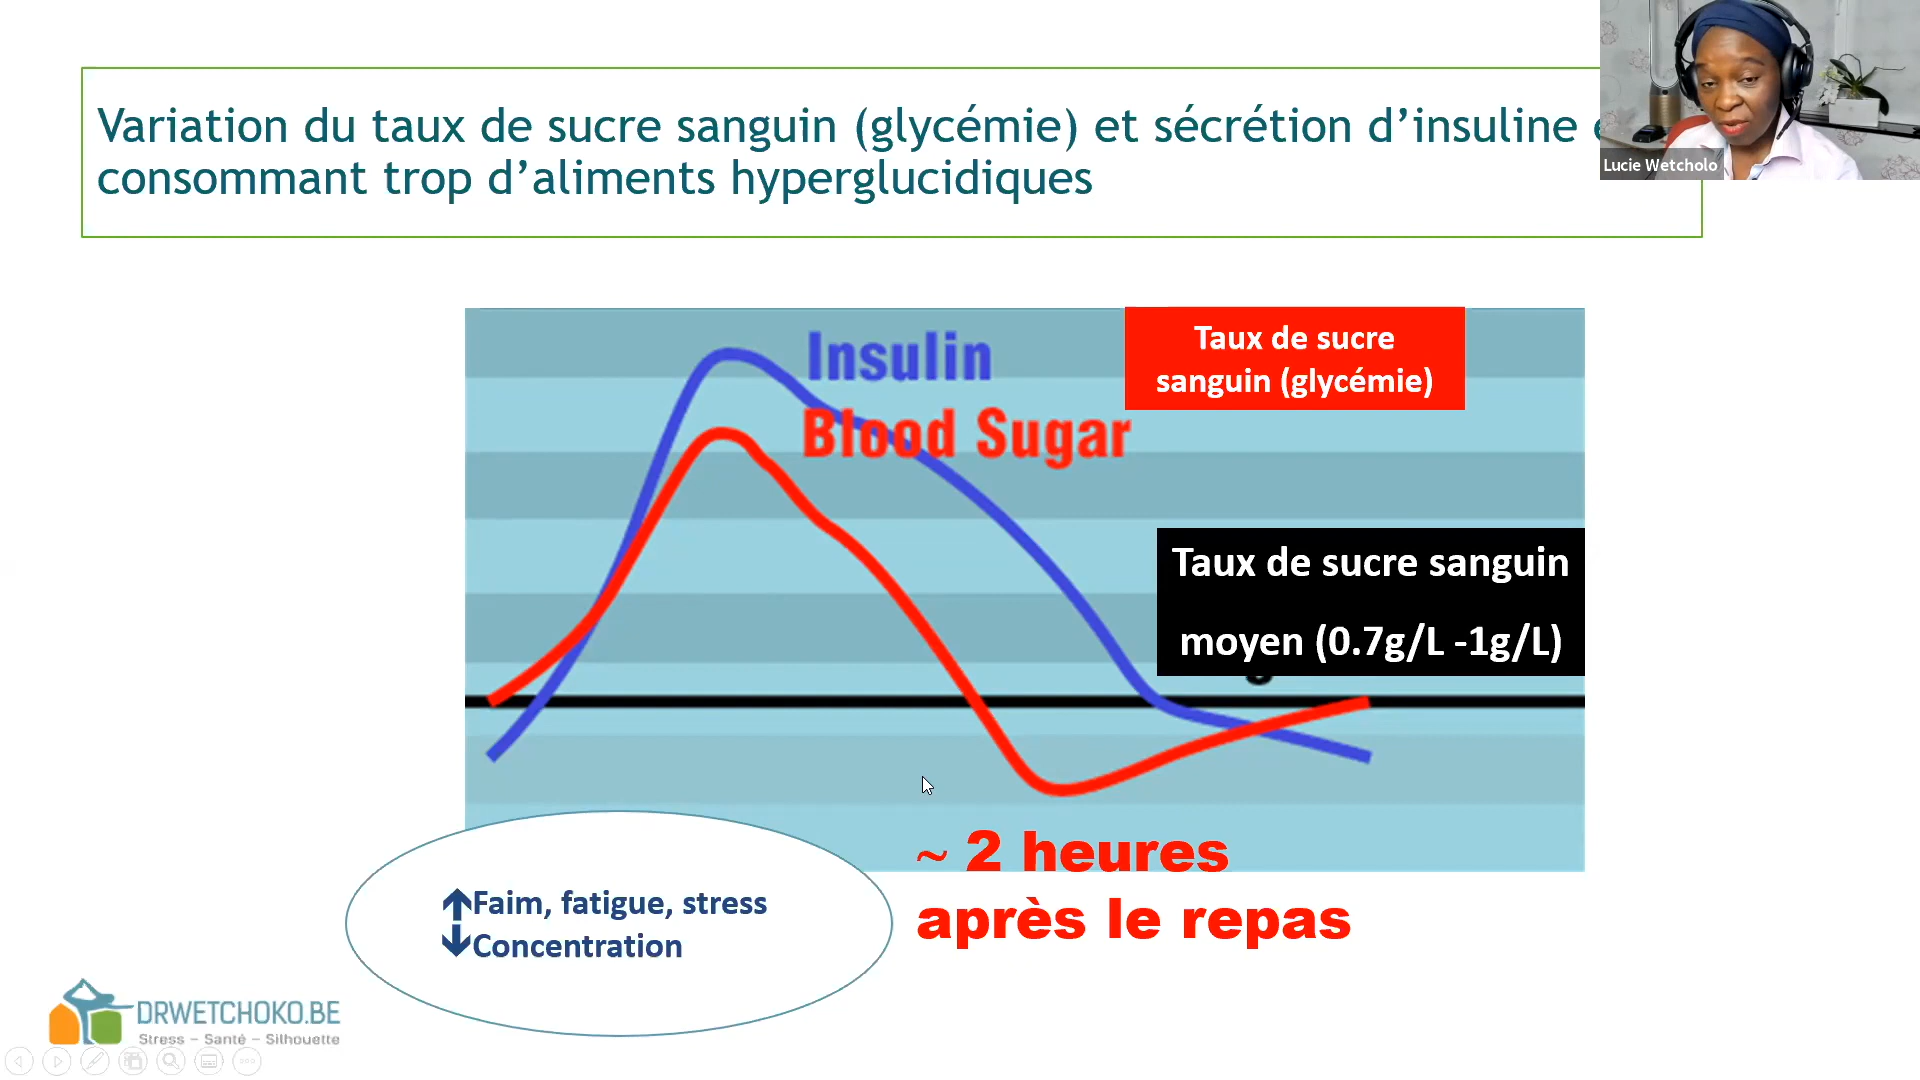 Variation du taux de sucre sanguin (glycémie) et sécrétion d’insuline
consommant trop d’aliments hyperglucidiques
Lucie Wetcholo
Insulin
Blood Sugar
Taux de sucre
sanguin (glycémie)
Taux de sucre sanguin
moyen (0.7g/L -1g/L)
~ 2 heures
après le repas
↑Faim, fatigue, stress
↓Concentration
DRWETCHOKO.BE
Stress – Santé – Silhouette